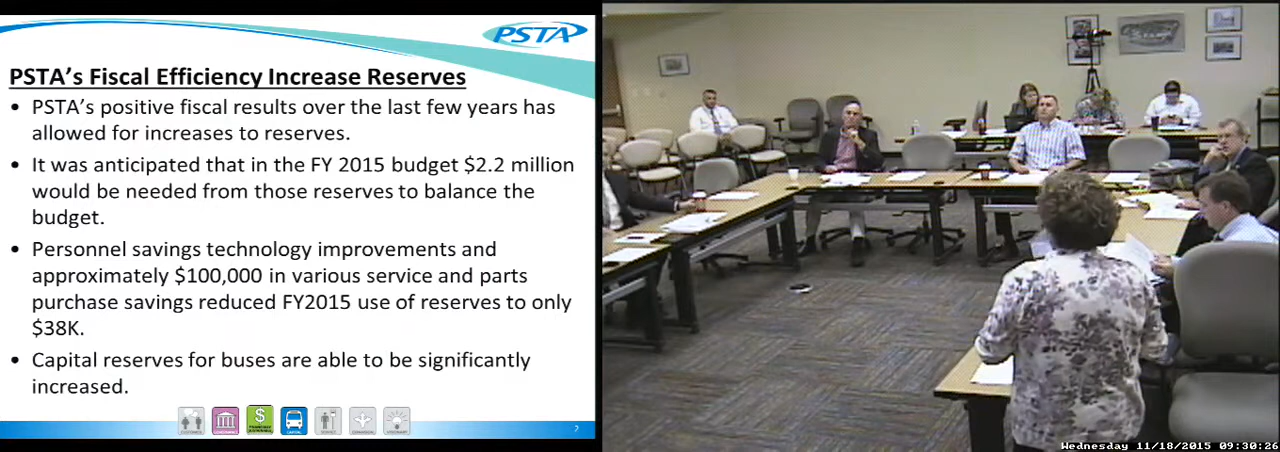 PSTA
PSTA's Fiscal Efficiency Increase Reserves
• PSTA's positive fiscal results over the last few years has
allowed for increases to reserves.
• It was anticipated that in the FY 2015 budget $2.2 million
would be needed from those reserves to balance the
budget.
• Personnel savings technology improvements and
approximately $100,000 in various service and parts
purchase savings reduced FY2015 use of reserves to only
$38K.
• Capital reserves for buses are able to be significantly
increased.
$
CAPITAL
2
Wednesday 11/18/2015 09:30:26